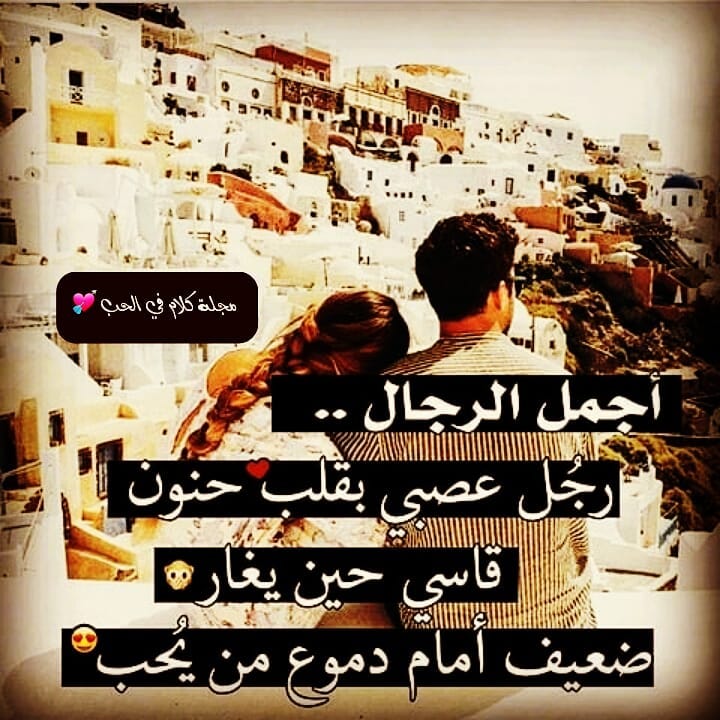 مجلة كلام في الحب 💘
أجمل الرجال ..
رجُل عصبي بقلب❤ حنون
قاسي حين يغار🙊
ضعيف أمام دموع من يُحب😍